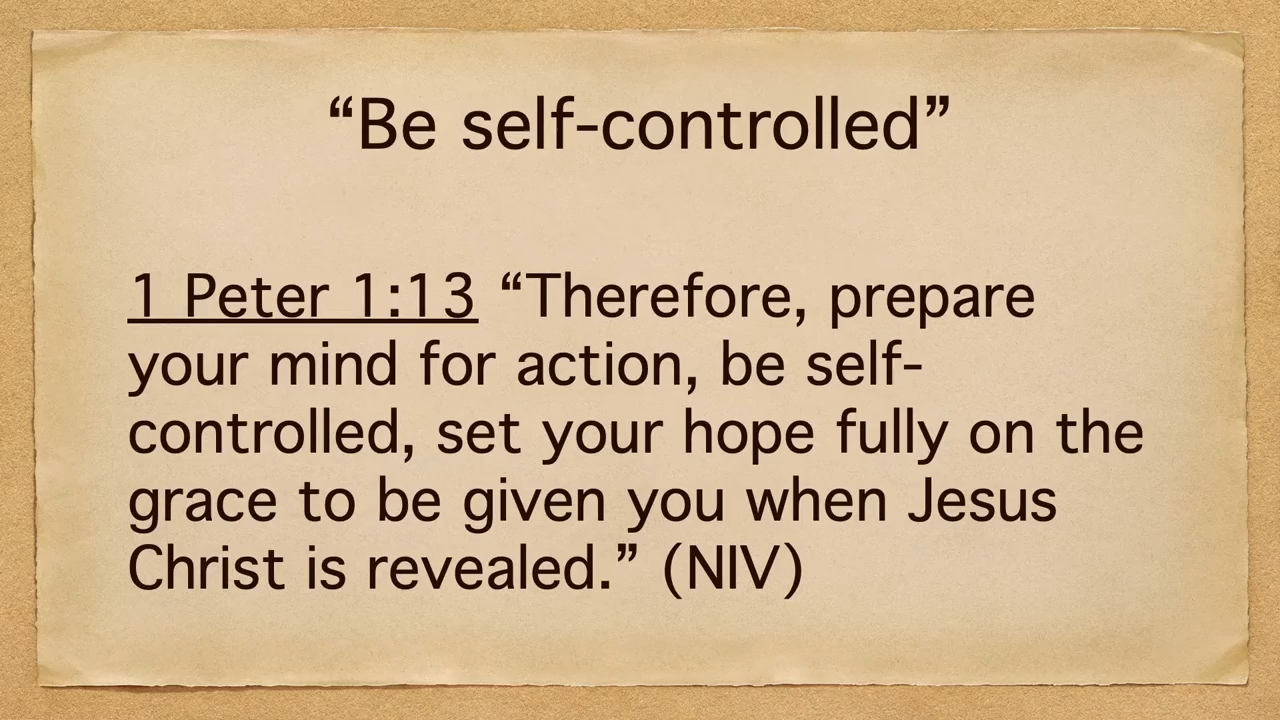 “Be self-controlled”
1 Peter 1:13 “Therefore, prepare
your mind for action, be self-
controlled, set your hope fully on the
grace to be given you when Jesus
Christ is revealed.” (NIV)